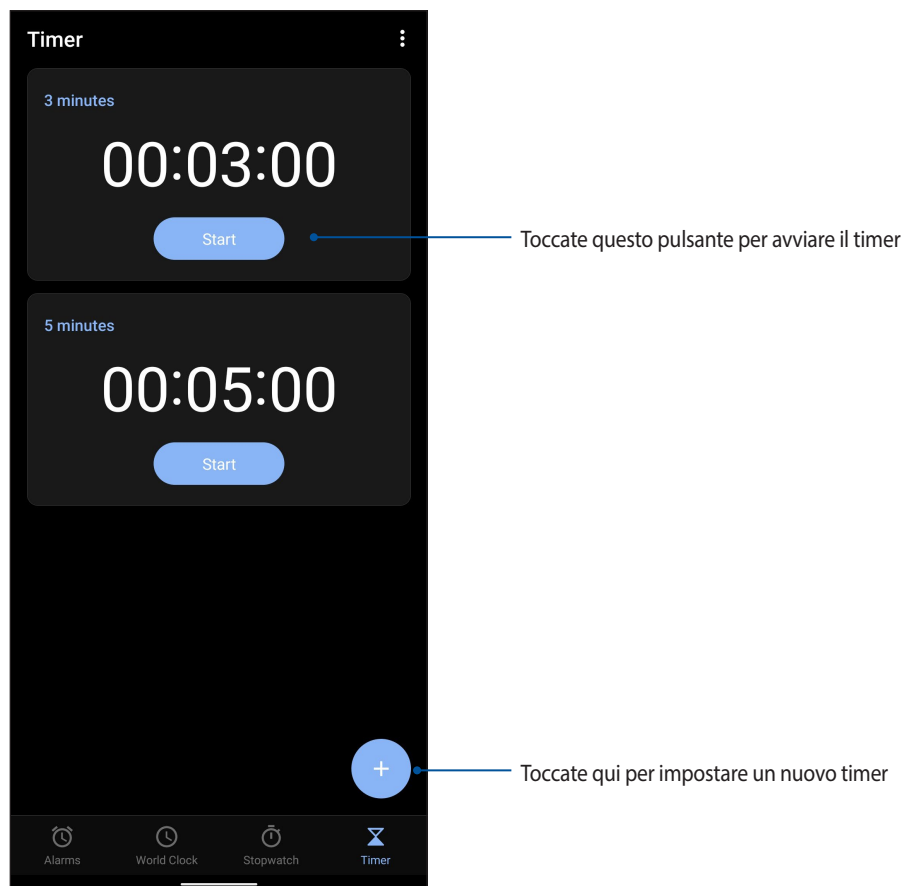 Timer
3 minutes
00:03:00
Start
Toccate questo pulsante per avviare il timer
5 minutes
00:05:00
Start
+
Toccate qui per impostare un nuovo timer
Alarms
World Clock
Stopwatch
Timer